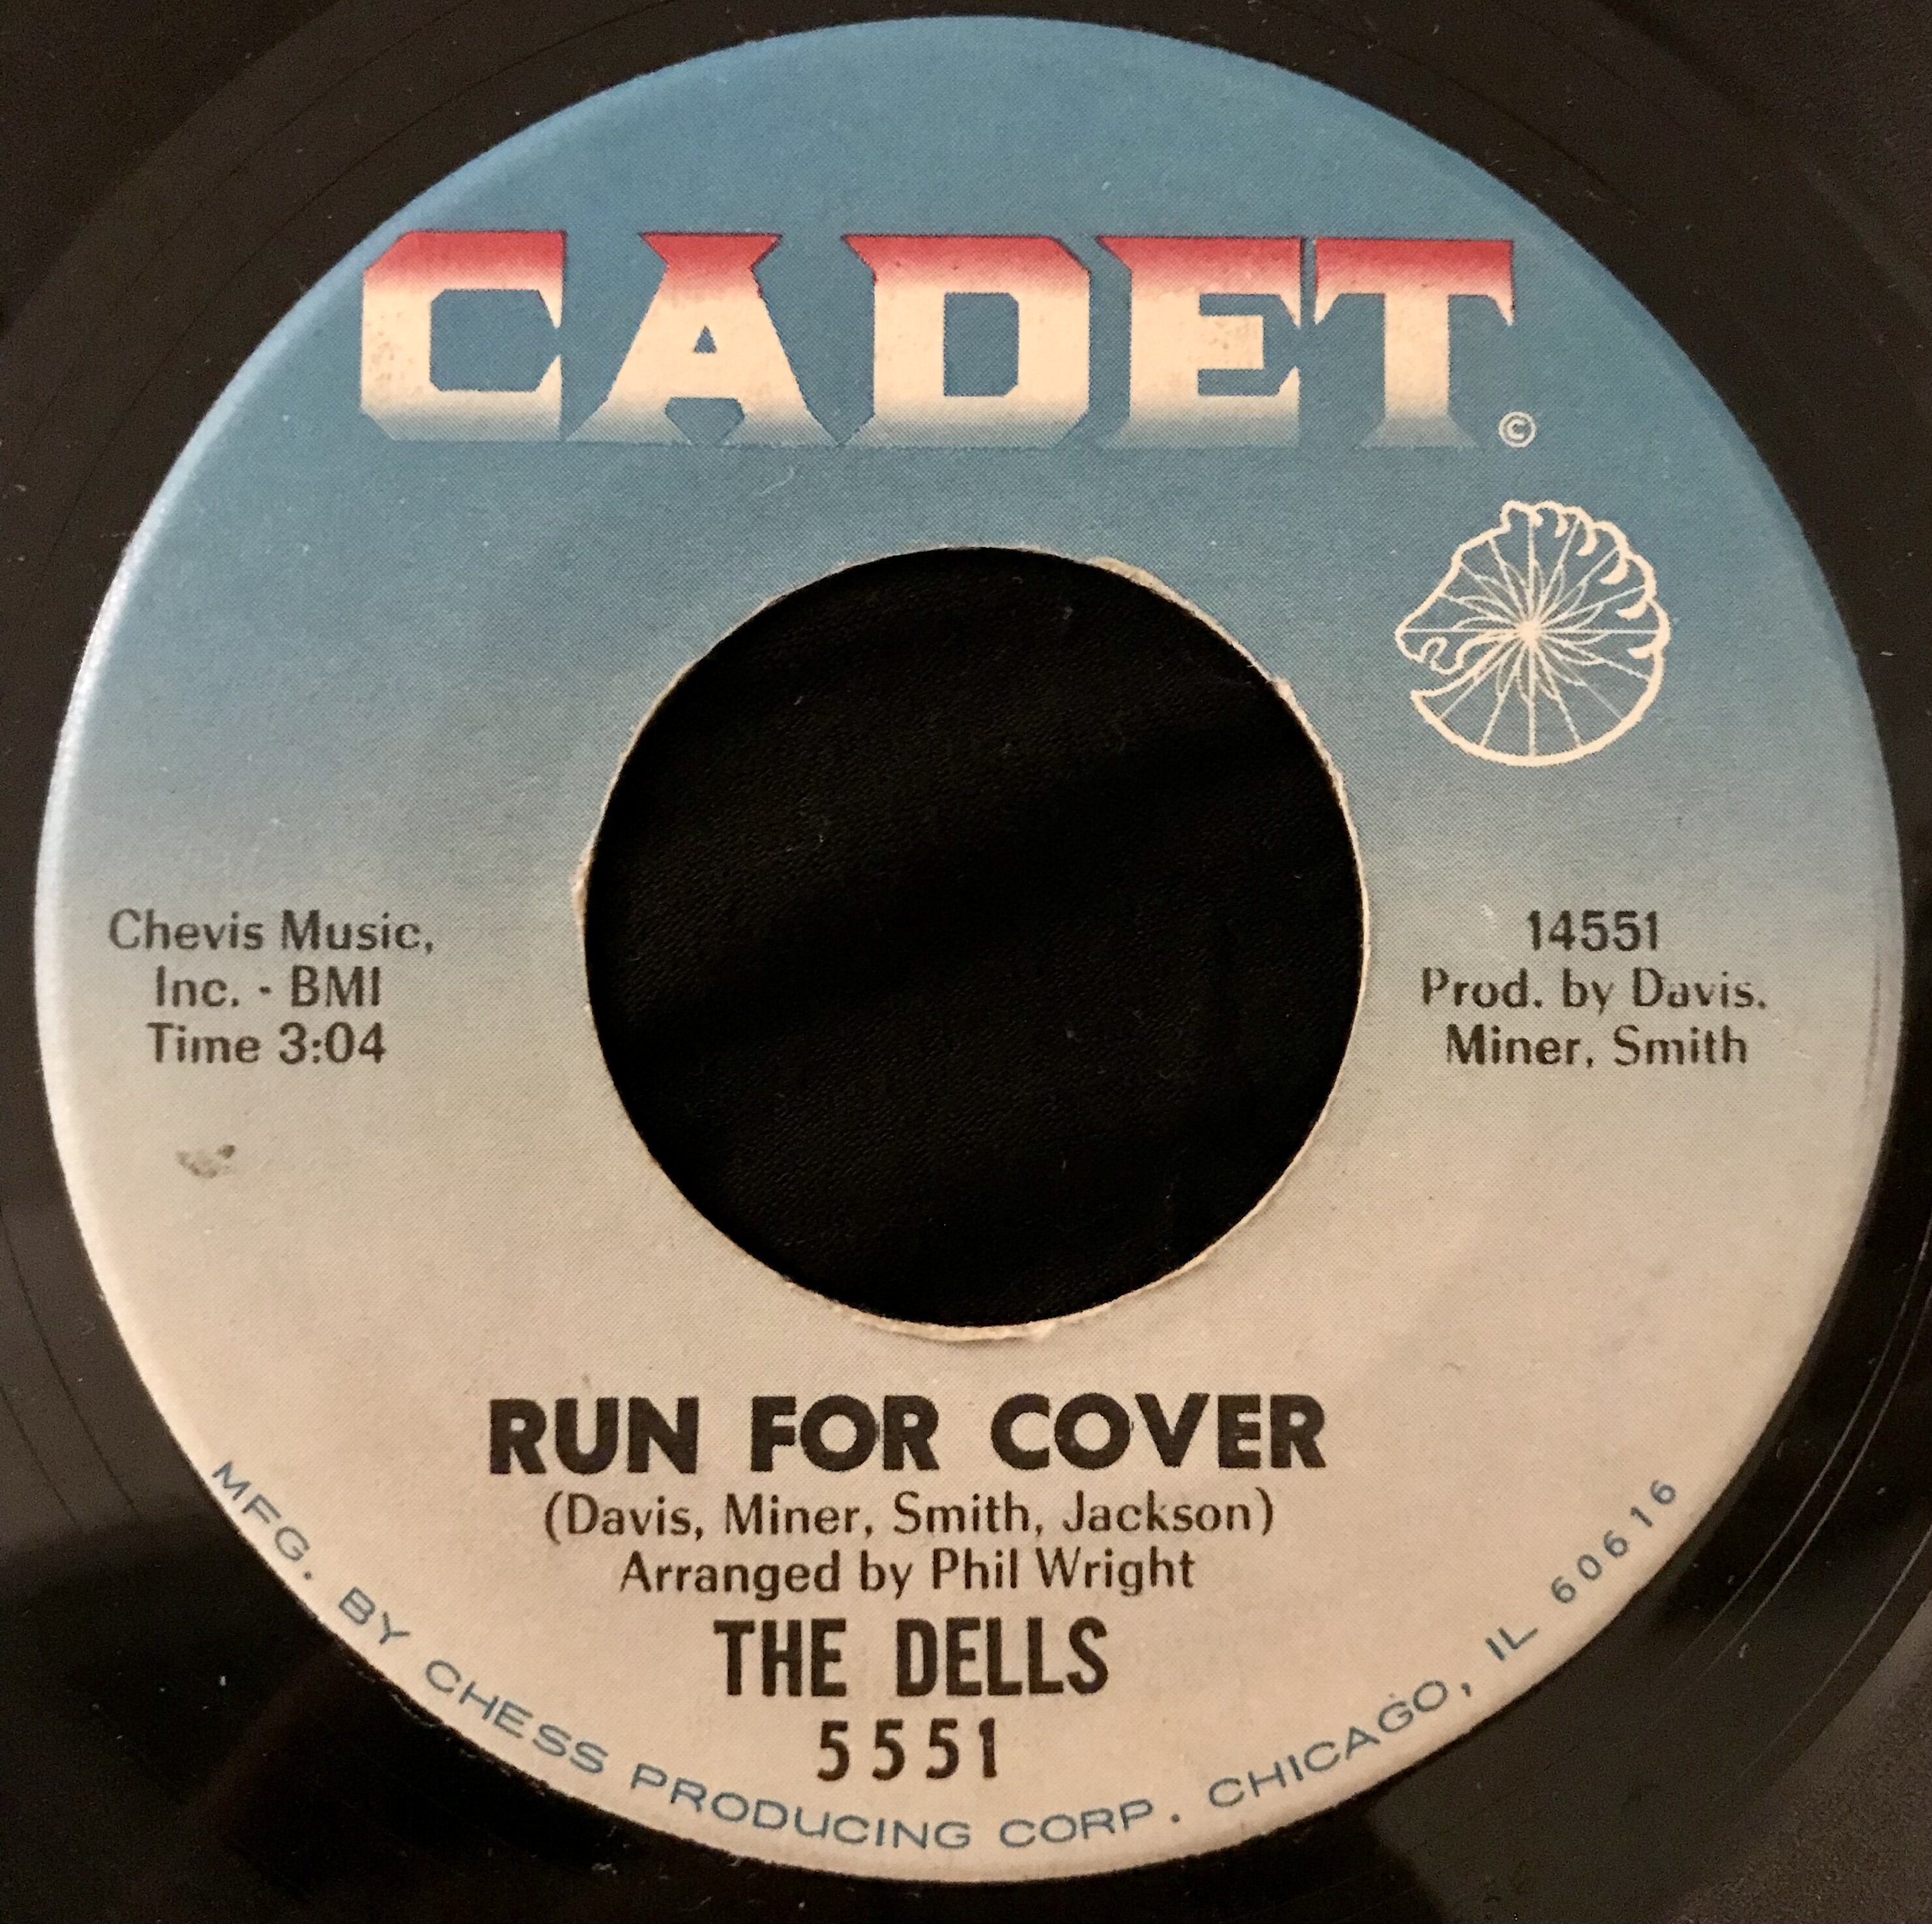 CADET
©
Chevis Music,
Inc. - BMI
Time 3:04
14551
Prod. by Davis.
Miner, Smith
RUN FOR COVER
(Davis, Miner, Smith, Jackson)
Arranged by Phil Wright
THE DELLS
5551
MFG. BY CHESS PRODUCING CORP. CHICAGO, IL 60616